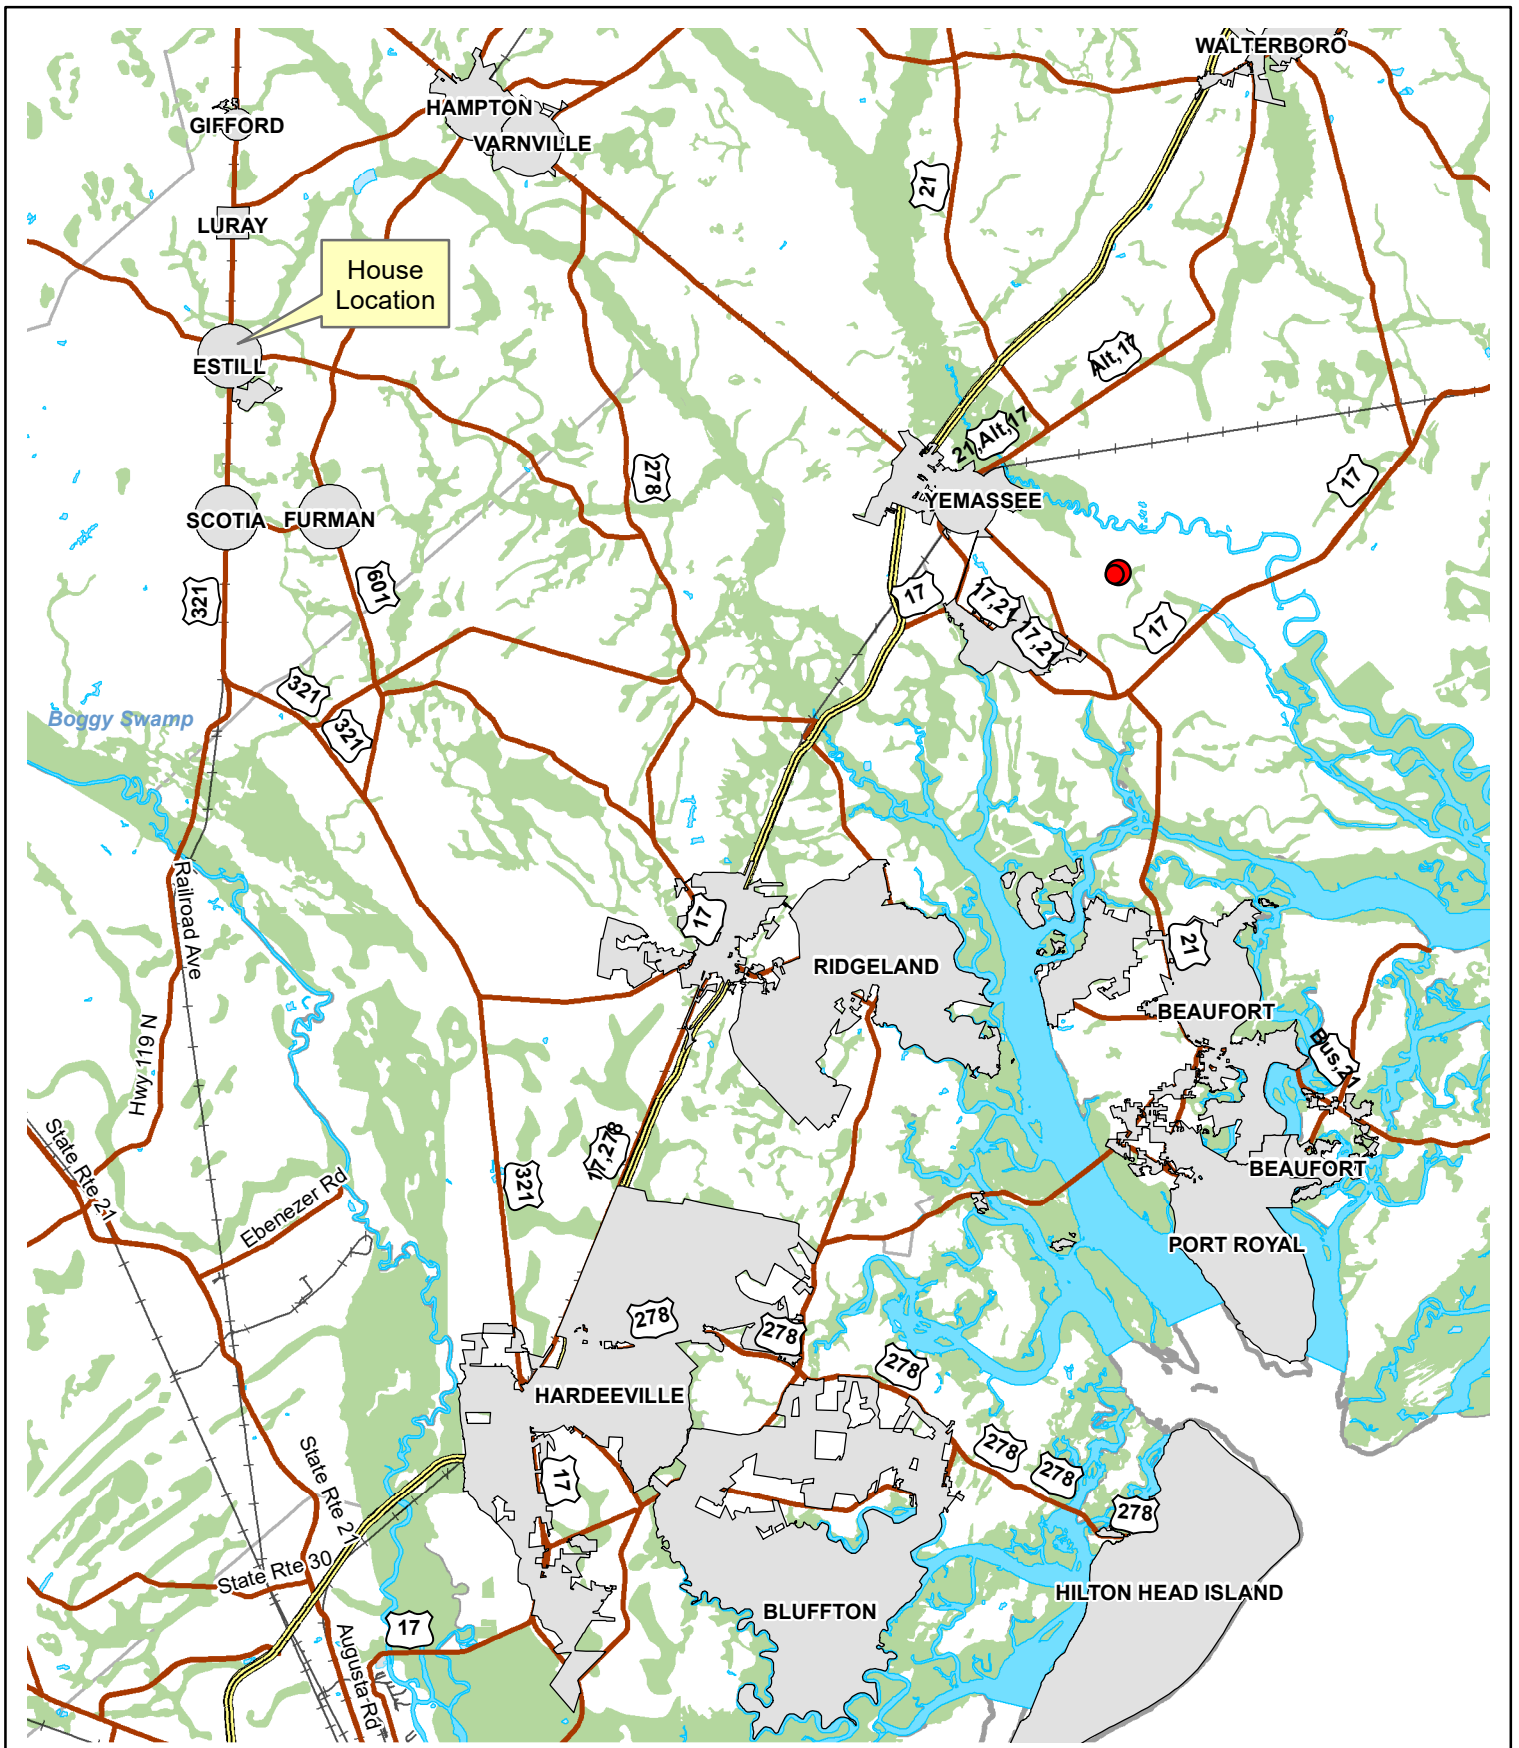 WALTERBORO
HAMPTON
GIFFORD
VARNVILLE
21
LURAY
House
Location
Alt,17
ESTILL
21,Alt,17
278
17
YEMASSEE
SCOTIA
FURMAN
601
321
17
17,21
17
17,21
321
Boggy Swamp
321
Railroad Ave
17
21
RIDGELAND
BEAUFORT
Hwy 119 N
Bus,21
State Rte 21
17,278
BEAUFORT
321
Ebenezer Rd
PORT ROYAL
278
278
278
HARDEEVILLE
State Rte 21
278
278
17
278
State Rte 30
HILTON HEAD ISLAND
BLUFFTON
17
Augusta Rd